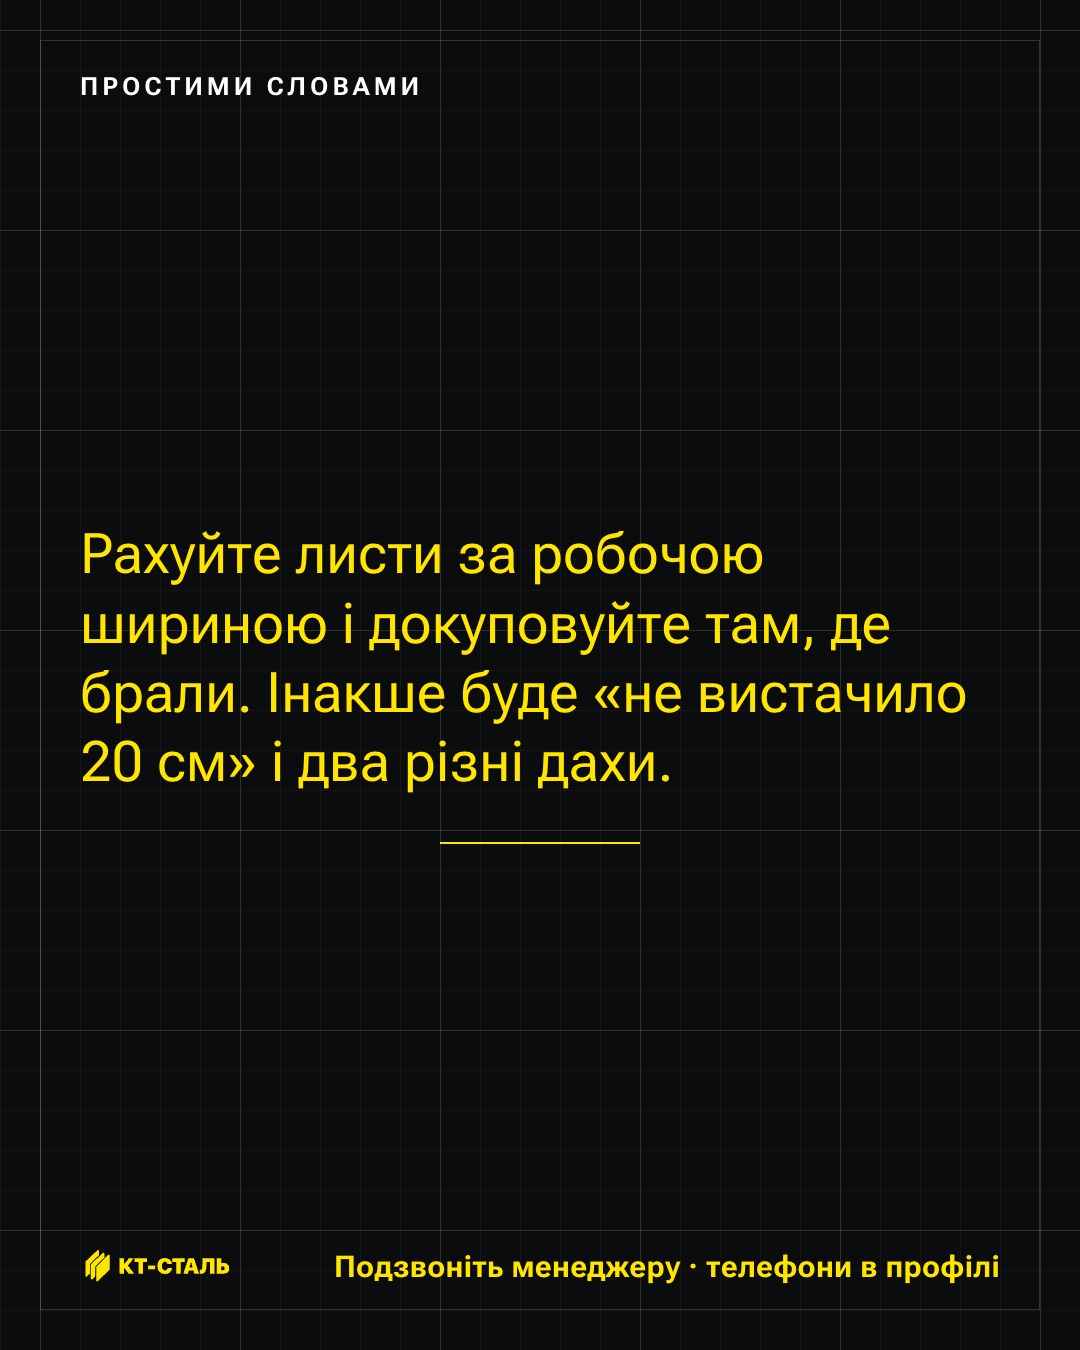 ПРОСТИМИ СЛОВАМИ
Рахуйте листи за робочою
шириною і докуповуйте там, де
брали. Інакше буде «не вистачило
20 см» і два різні дахи.
КТ-СТАЛЬ
Подзвоніть менеджеру · телефони в профілі